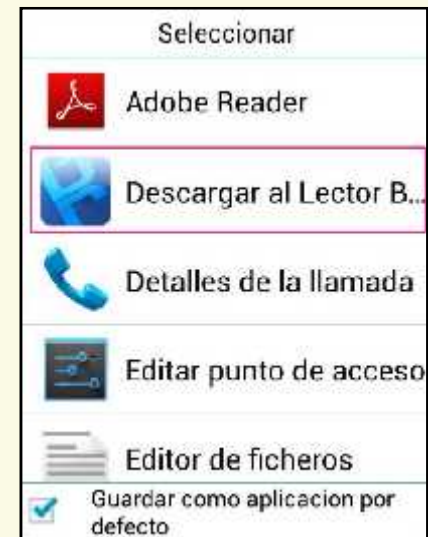 Seleccionar
Adobe Reader
Descargar al Lector B...
Detalles de la llamada
Editar punto de acceso
Editor de ficheros
Guardar como aplicacion por
defecto